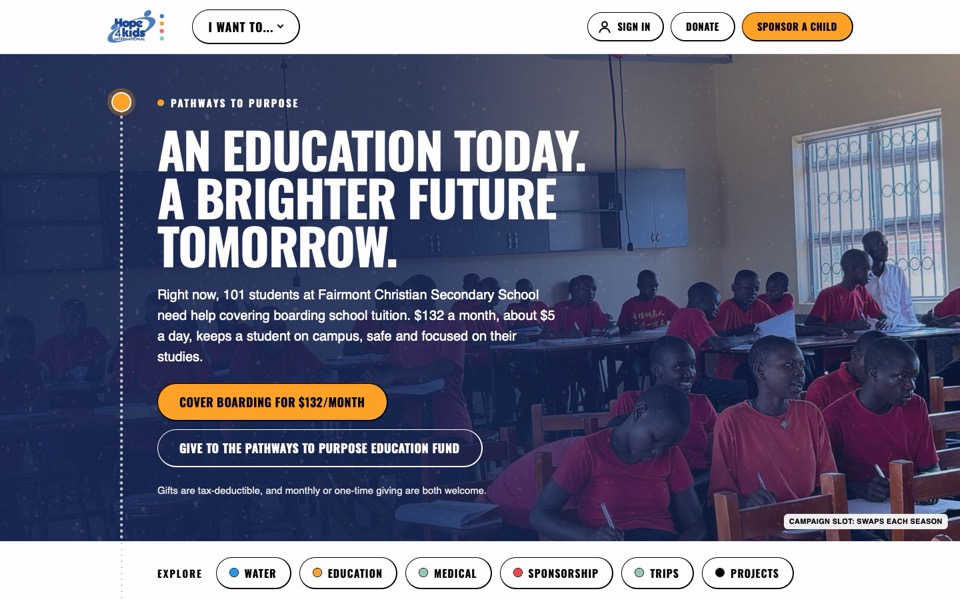 Hope
4kids
INTERNATIONAL
I WANT TO...
SIGN IN
DONATE
SPONSOR A CHILD
PATHWAYS TO PURPOSE
AN EDUCATION TODAY.
A BRIGHTER FUTURE
TOMORROW.
Right now, 101 students at Fairmont Christian Secondary School
need help covering boarding school tuition. $132 a month, about $5
a day, keeps a student on campus, safe and focused on their
studies.
COVER BOARDING FOR $132/MONTH
GIVE TO THE PATHWAYS TO PURPOSE EDUCATION FUND
Gifts are tax-deductible, and monthly or one-time giving are both welcome.
CAMPAIGN SLOT: SWAPS EACH SEASON
EXPLORE
WATER
EDUCATION
MEDICAL
SPONSORSHIP
TRIPS
PROJECTS